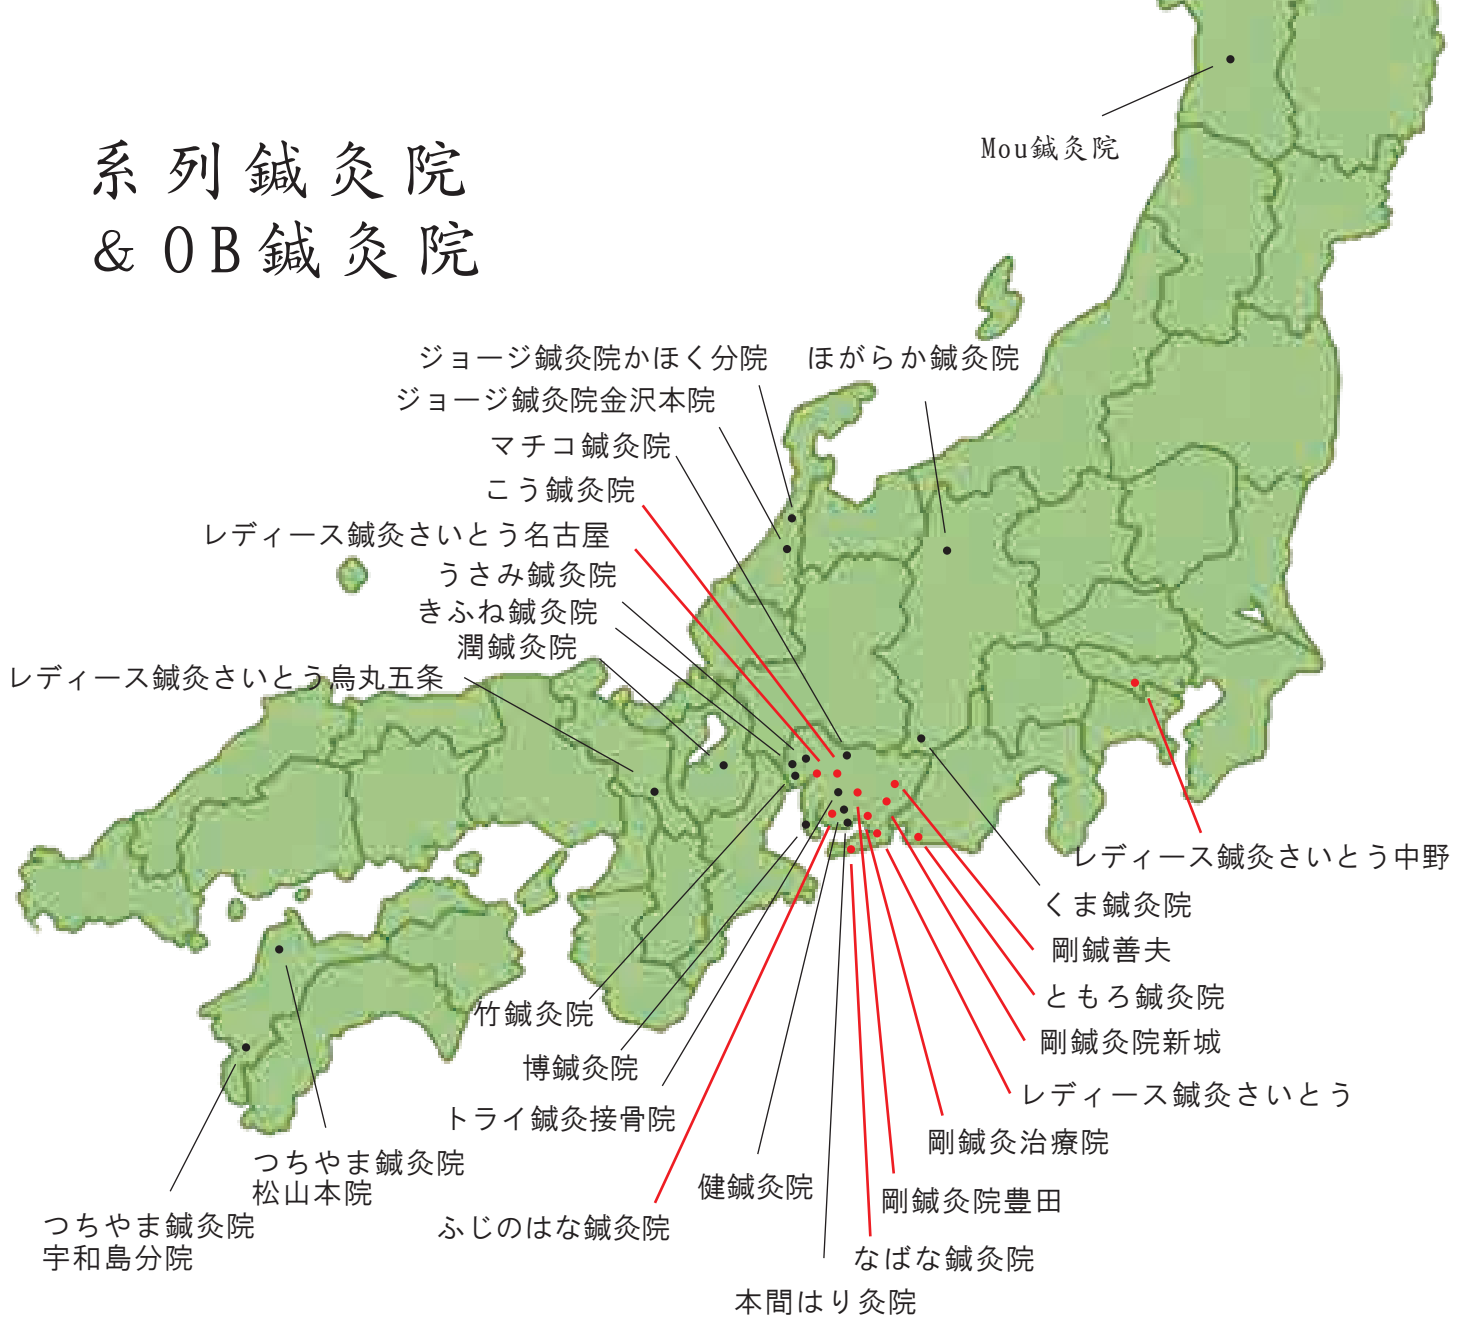 系列鍼灸院
& OB鍼灸院
Mou鍼灸院
ジョージ鍼灸院かほく分院
ほがらか鍼灸院
ジョージ鍼灸院金沢本院
マチコ鍼灸院
こう鍼灸院
レディース鍼灸さいとう名古屋
うさみ鍼灸院
きふね鍼灸院
潤鍼灸院
レディース鍼灸さいとう烏丸五条
レディース鍼灸さいとう中野
くま鍼灸院
剛鍼善夫
ともろ鍼灸院
剛鍼灸院新城
レディース鍼灸さいとう
剛鍼灸治療院
剛鍼灸院豊田
なばな鍼灸院
本間はり灸院
健鍼灸院
竹鍼灸院
博鍼灸院
トライ鍼灸接骨院
ふじのはな鍼灸院
つちやま鍼灸院
松山本院
つちやま鍼灸院
宇和島分院